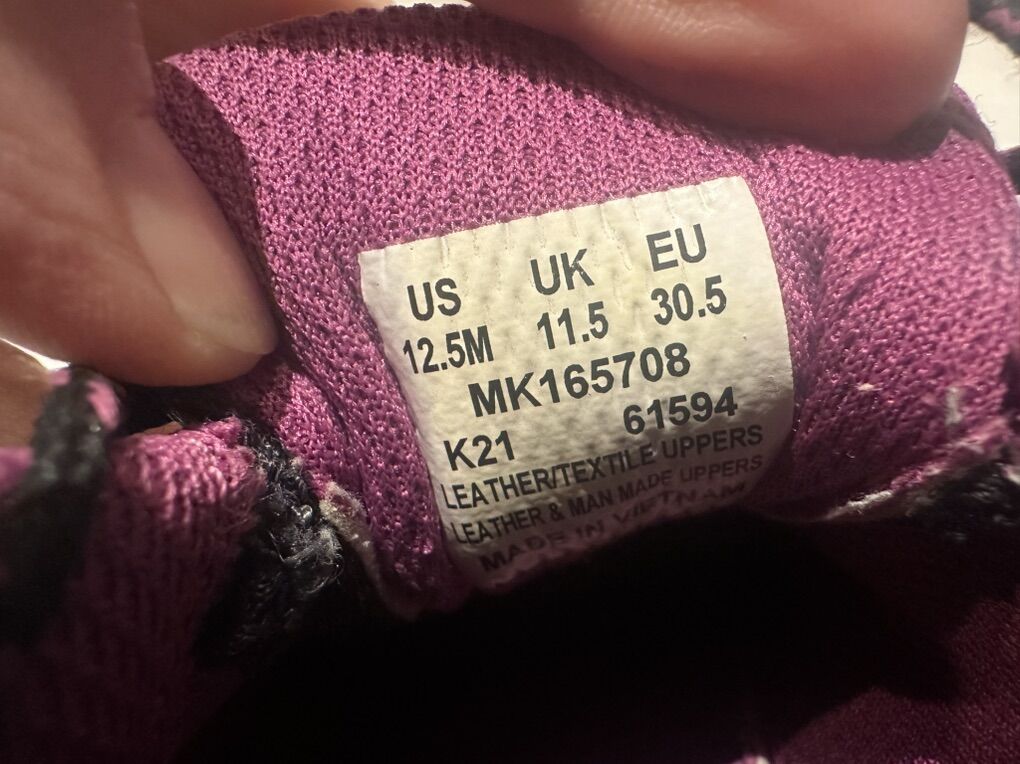 US UK EU
12.5M 11.5 30.5
MK165708
K21 61594
LEATHER/TEXTILE UPPERS
LEATHER & MAN MADE UPPERS
MADE IN VIETNAM